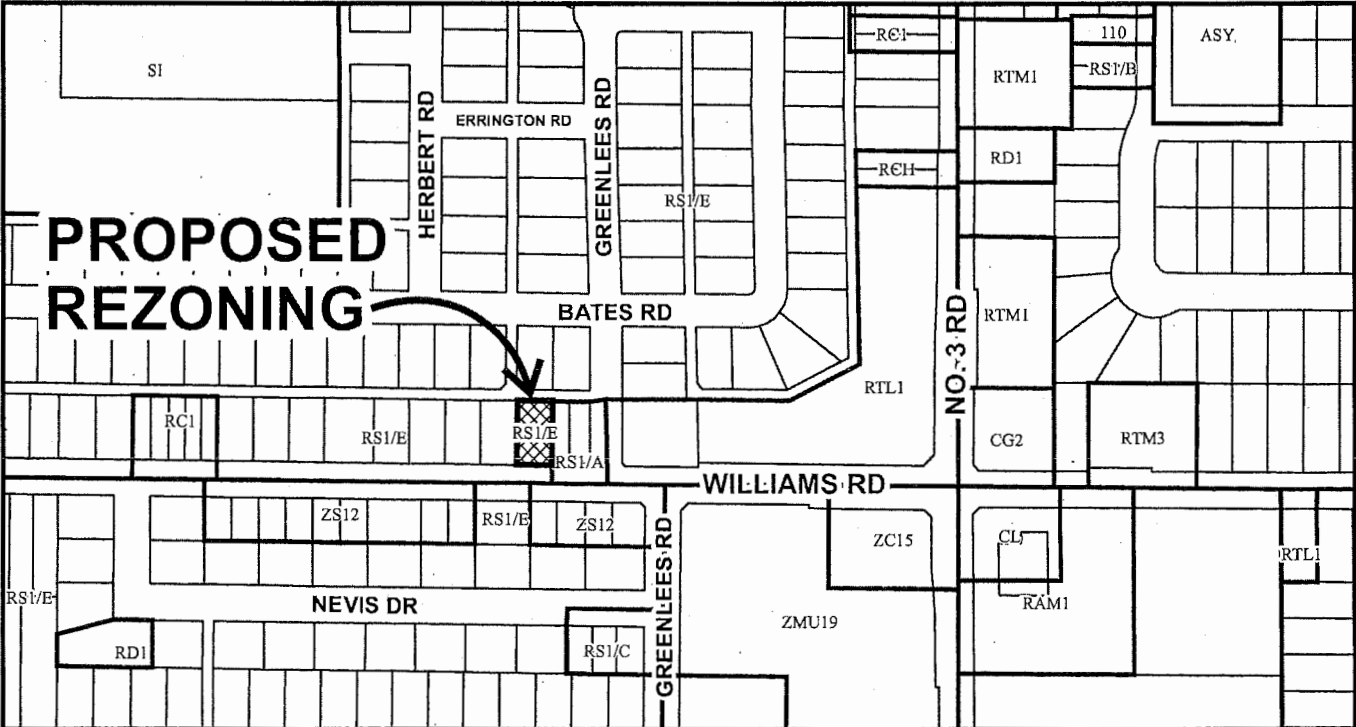 SI
HERBERT RD
ERRINGTON RD
GREENLEES RD
RS1/E
RC1
RTM1
110
RS1/B
ASY
RCH
RD1
PROPOSED
REZONING
BATES RD
NO. 3 RD
RTM1
RTL1
RC1
RS1/E
RS1/E
RS1/A
CG2
RTM3
WILLIAMS RD
ZS12
RS1/E
ZS12
GREENLEES RD
ZC15
CL
RTL1
RS1/E
NEVIS DR
RAM1
ZMU19
RD1
RS1/C